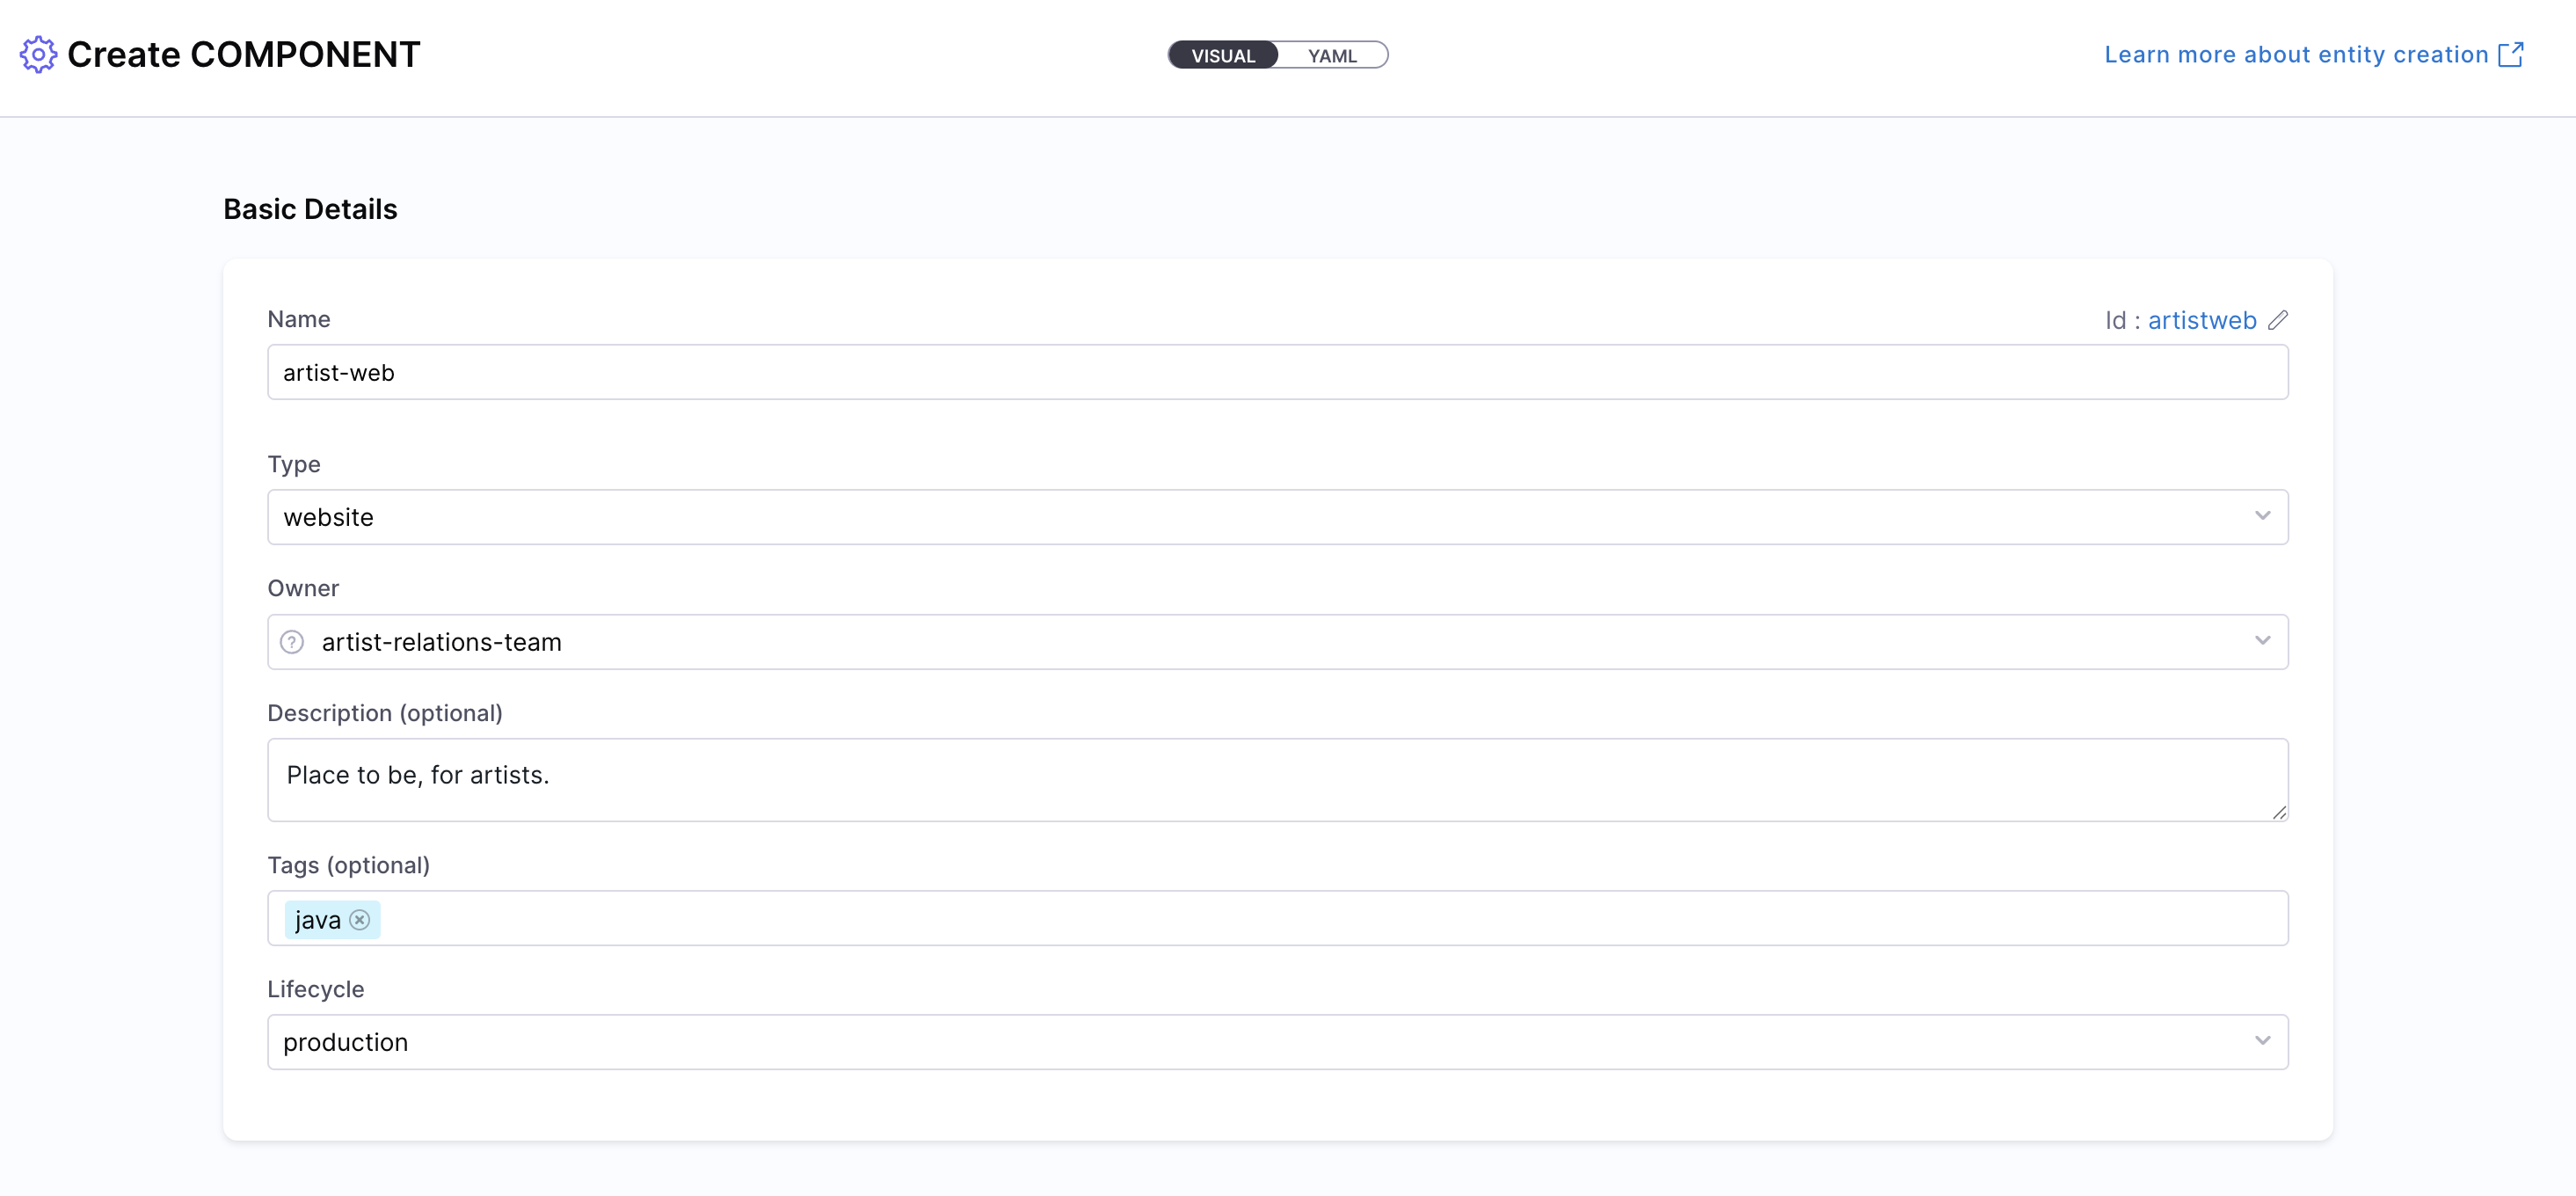 Create COMPONENT
VISUAL YAML
Learn more about entity creation
Basic Details
Name
Id : artistweb
artist-web
Type
website
Owner
artist-relations-team
Description (optional)
Place to be, for artists.
Tags (optional)
java
Lifecycle
production